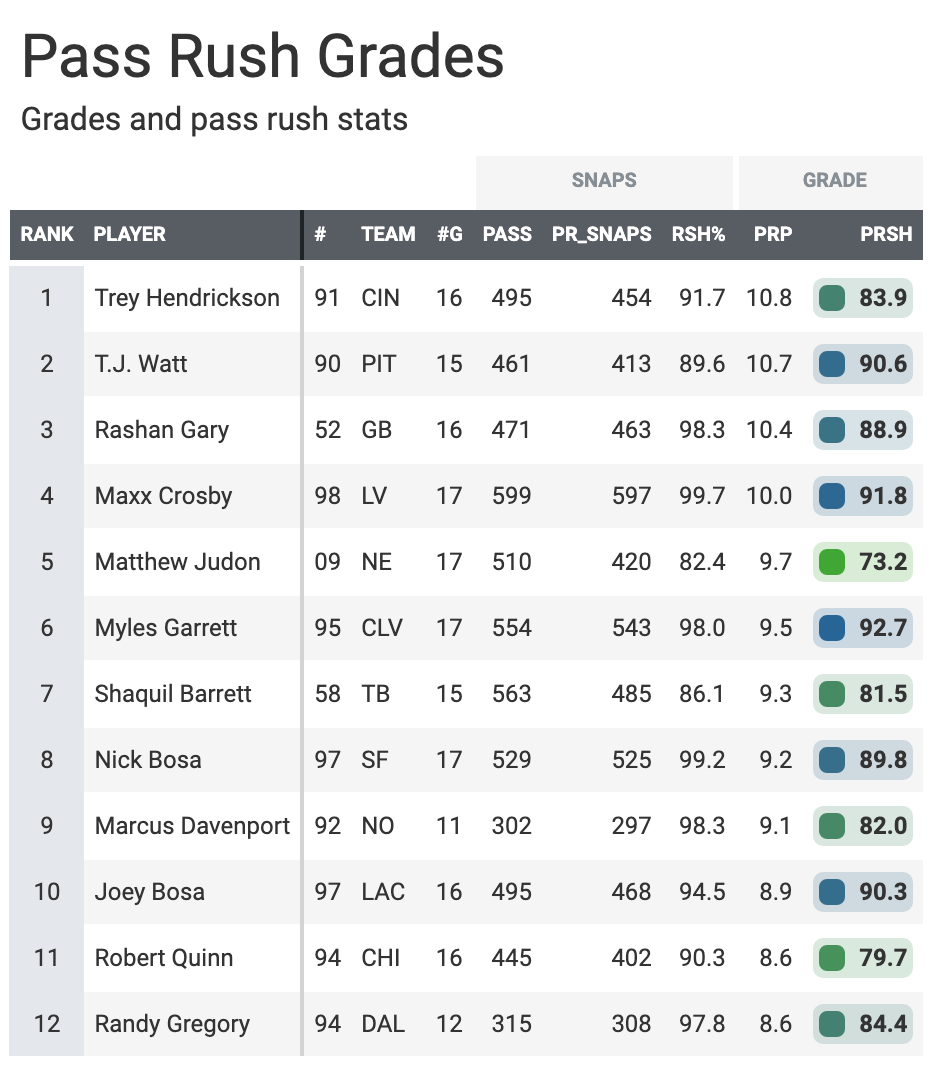 Pass Rush Grades
Grades and pass rush stats
SNAPS GRADE
RANK PLAYER # TEAM #G PASS PR_SNAPS RSH% PRP PRSH
1 Trey Hendrickson 91 CIN 16 495 454 91.7 10.8 83.9
2 T.J. Watt 90 PIT 15 461 413 89.6 10.7 90.6
3 Rashan Gary 52 GB 16 471 463 98.3 10.4 88.9
4 Maxx Crosby 98 LV 17 599 597 99.7 10.0 91.8
5 Matthew Judon 09 NE 17 510 420 82.4 9.7 73.2
6 Myles Garrett 95 CLV 17 554 543 98.0 9.5 92.7
7 Shaquil Barrett 58 TB 15 563 485 86.1 9.3 81.5
8 Nick Bosa 97 SF 17 529 525 99.2 9.2 89.8
9 Marcus Davenport 92 NO 11 302 297 98.3 9.1 82.0
10 Joey Bosa 97 LAC 16 495 468 94.5 8.9 90.3
11 Robert Quinn 94 CHI 16 445 402 90.3 8.6 79.7
12 Randy Gregory 94 DAL 12 315 308 97.8 8.6 84.4